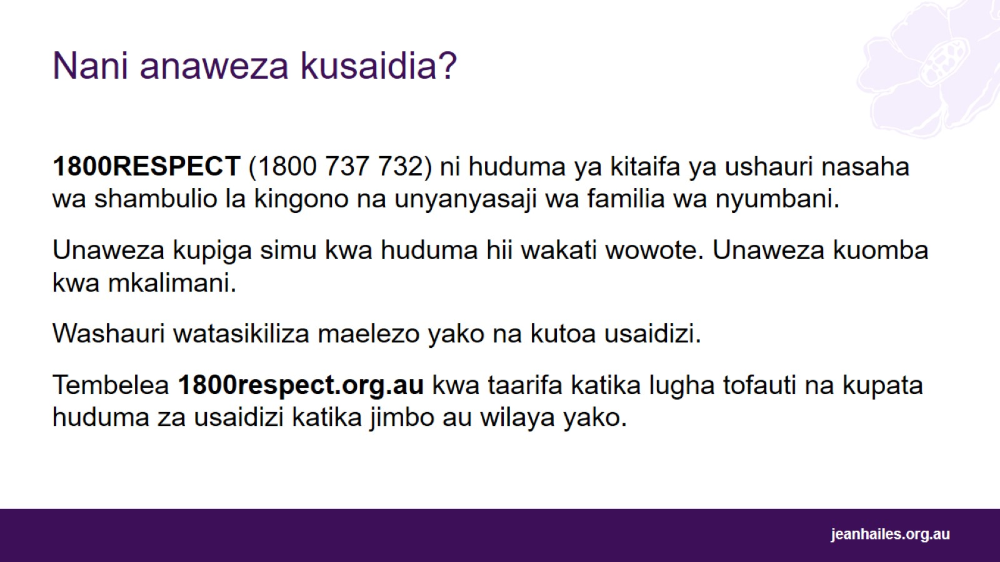 Nani anaweza kusaidia?
1800RESPECT (1800 737 732) ni huduma ya kitaifa ya ushauri nasaha
wa shambulio la kingono na unyanyasaji wa familia wa nyumbani.
Unaweza kupiga simu kwa huduma hii wakati wowote. Unaweza kuomba
kwa mkalimani.
Washauri watasikiliza maelezo yako na kutoa usaidizi.
Tembelea 1800respect.org.au kwa taarifa katika lugha tofauti na kupata
huduma za usaidizi katika jimbo au wilaya yako.
jeanhailes.org.au